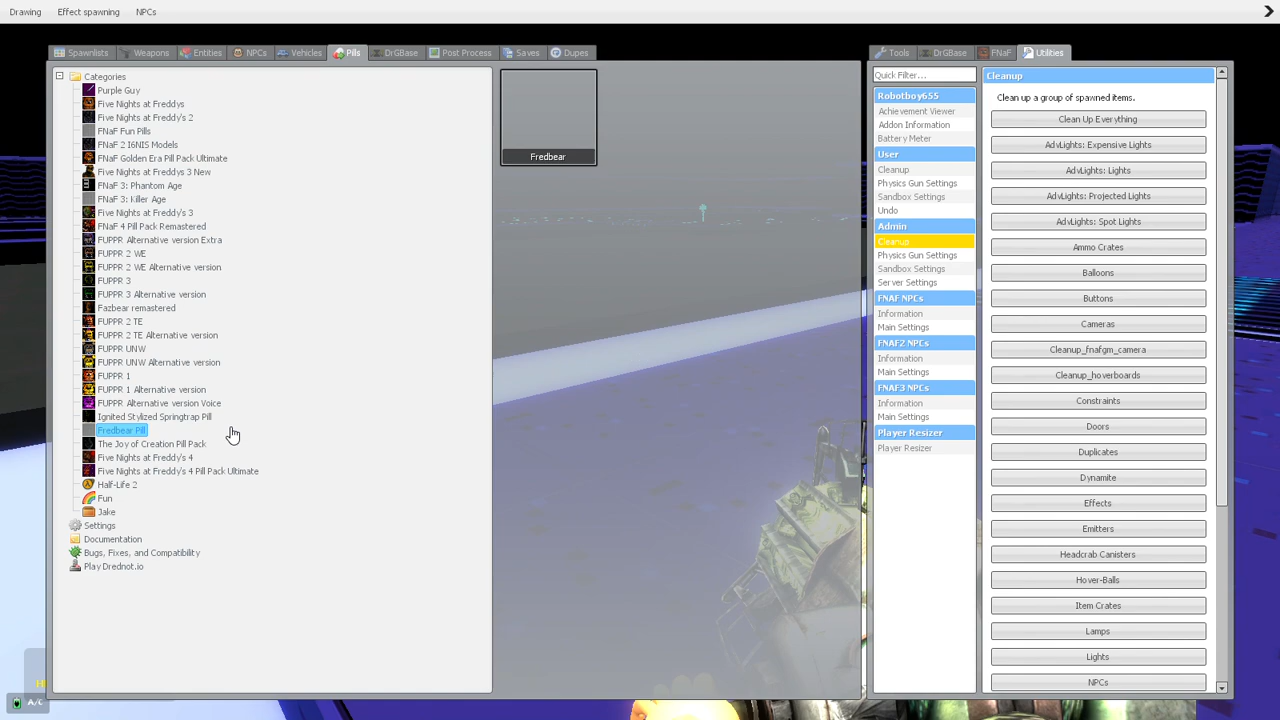 Drawing Effect spawning NPCs
Spawnlists Weapons Entities NPCs Vehicles Pills DrGBase Post Process Saves Dupes
Categories
Purple Guy
Five Nights at Freddys
Five Nights at Freddy's 2
FNaF Fun Pills
FNaF 2 I6NIS Models
FNaF Golden Era Pill Pack Ultimate
Five Nights at Freddys 3 New
FNaF 3: Phantom Age
FNaF 3: Killer Age
Five Nights at Freddy's 3
FNaF 4 Pill Pack Remastered
FUPPR Alternative version Extra
FUPPR 2 WE
FUPPR 2 WE Alternative version
FUPPR 3
FUPPR 3 Alternative version
Fazbear remastered
FUPPR 2 TE
FUPPR 2 TE Alternative version
FUPPR UNW
FUPPR UNW Alternative version
FUPPR 1
FUPPR 1 Alternative version
FUPPR Alternative version Voice
Ignited Stylized Springtrap Pill
Fredbear Pill
The Joy of Creation Pill Pack
Five Nights at Freddy's 4
Five Nights at Freddy's 4 Pill Pack Ultimate
Half-Life 2
Fun
Jake
Settings
Documentation
Bugs, Fixes, and Compatibility
Play Drednot.io
Fredbear
Tools DrGBase FNaF Utilities
Quick Filter...
Robotboy655
Achievement Viewer
Addon Information
Battery Meter
User
Cleanup
Physics Gun Settings
Sandbox Settings
Undo
Admin
Cleanup
Physics Gun Settings
Sandbox Settings
Server Settings
FNAF NPCs
Information
Main Settings
FNAF2 NPCs
Information
Main Settings
FNAF3 NPCs
Information
Main Settings
Player Resizer
Player Resizer
Cleanup
Clean up a group of spawned items.
Clean Up Everything
AdvLights: Expensive Lights
AdvLights: Lights
AdvLights: Projected Lights
AdvLights: Spot Lights
Ammo Crates
Balloons
Buttons
Cameras
Cleanup_fnafgm_camera
Cleanup_hoverboards
Constraints
Doors
Duplicates
Dynamite
Effects
Emitters
Headcrab Canisters
Hover-Balls
Item Crates
Lamps
Lights
NPCs
A/C